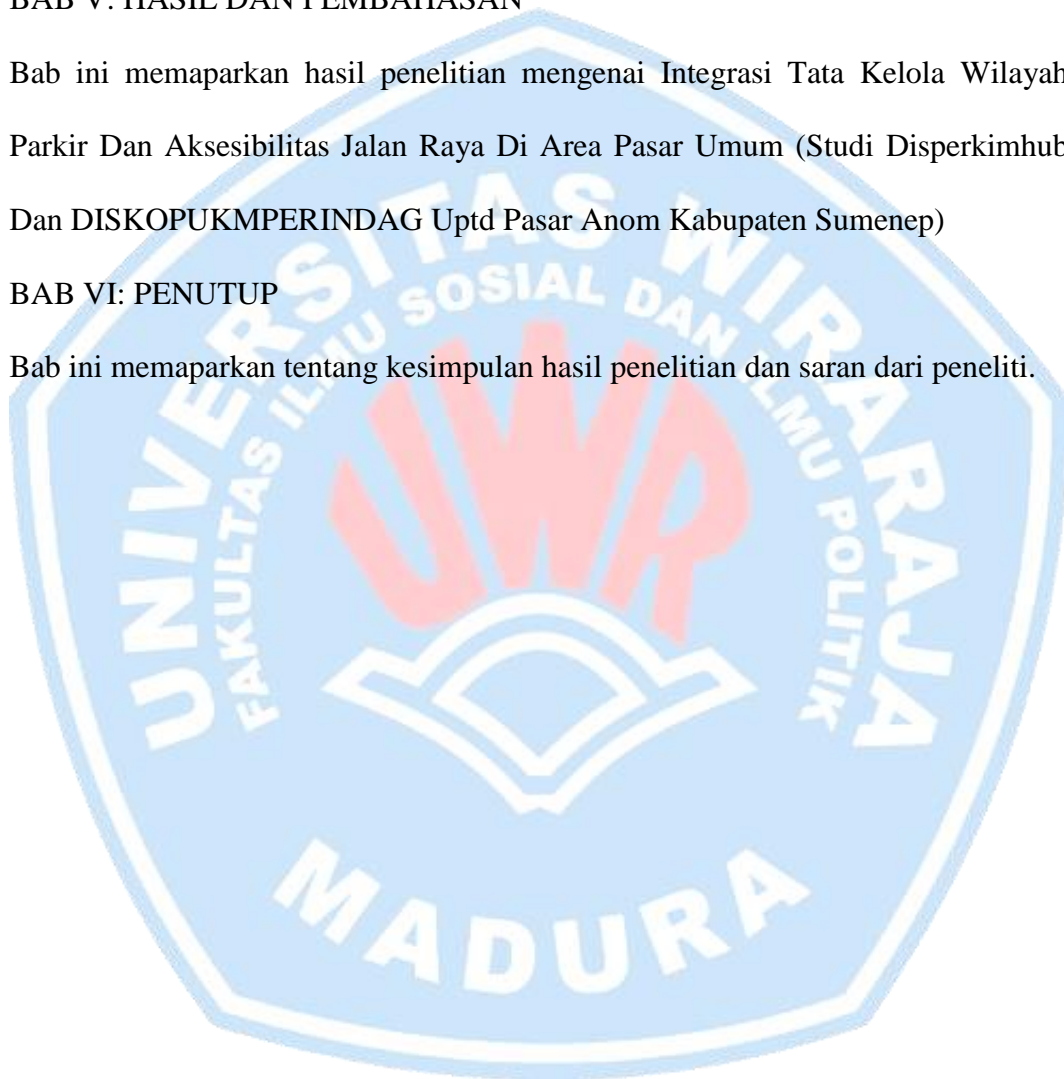 BAB V: HASIL DAN PEMBAHASAN
Bab ini memaparkan hasil penelitian mengenai Integrasi Tata Kelola Wilayah
Parkir Dan Aksesibilitas Jalan Raya Di Area Pasar Umum (Studi Disperkimhub
Dan DISKOPUKMPERINDAG Uptd Pasar Anom Kabupaten Sumenep)
BAB VI: PENUTUP
Bab ini memaparkan tentang kesimpulan hasil penelitian dan saran dari peneliti.
UNIVERSITAS WIRARAJA
FAKULTAS ILMU SOSIAL DAN ILMU POLITIK
UWR
MADURA